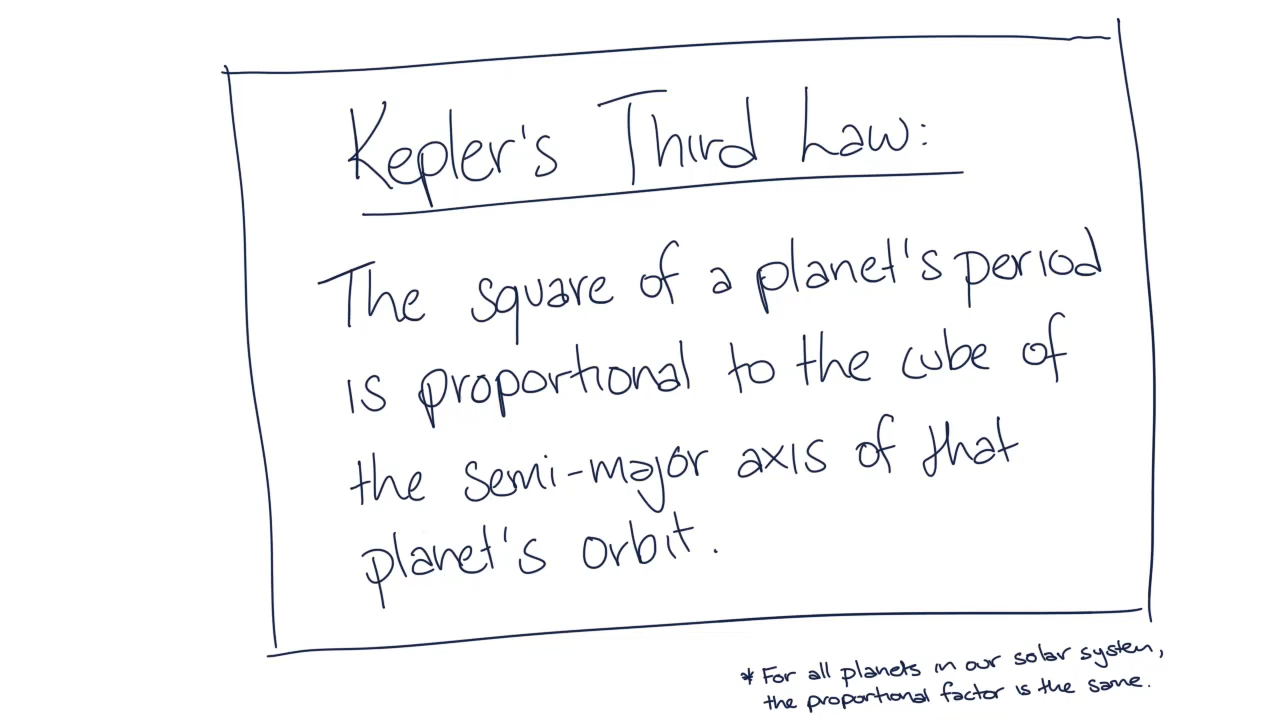 Kepler's Third Law:
The square of a planet's period
is proportional to the cube of
the semi-major axis of that
planet's orbit.
* For all planets in our solar system,
the proportional factor is the same.